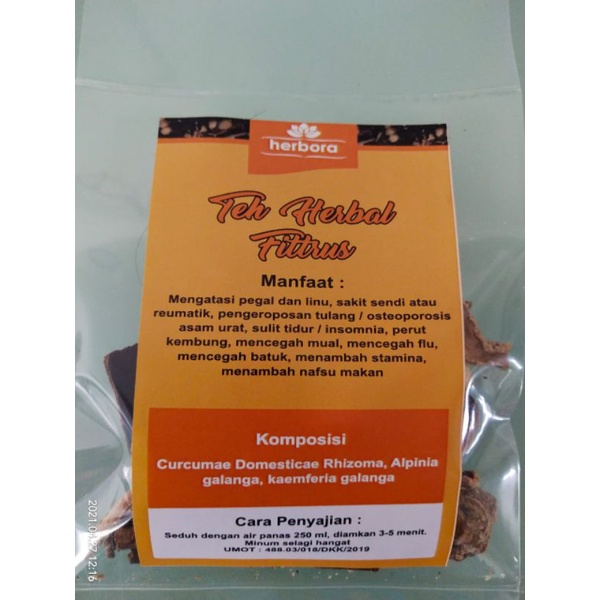 herbora
Teh Herbal
Fittrus
Manfaat :
Mengatasi pegal dan linu, sakit sendi atau
reumatik, pengeroposan tulang / osteoporosis
asam urat, sulit tidur / insomnia, perut
kembung, mencegah mual, mencegah flu,
mencegah batuk, menambah stamina,
menambah nafsu makan
Komposisi
Curcumae Domesticae Rhizoma, Alpinia
galanga, kaemferia galanga
Cara Penyajian :
Seduh dengan air panas 250 ml, diamkan 3-5 menit.
Minum selagi hangat
UMOT : 488.03/018/DKK/2019